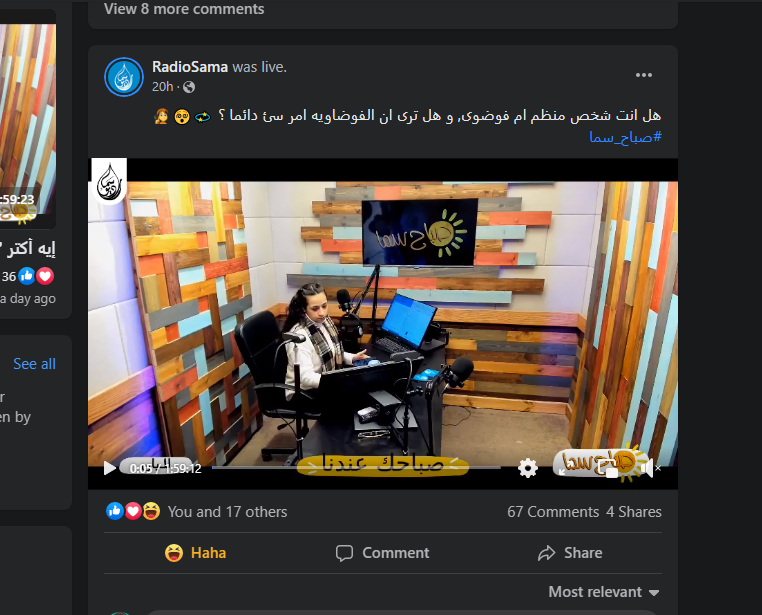 View 8 more comments
RadioSama was live.
20h
هل انت شخص منظم ام فوضوى, و هل ترى ان الفوضاويه امر سئ دائما ؟
#صباح_سما
:59:23
إيه أكتر "
36
a day ago
See all
r
en by
0:05 / 1:59:12
صباحك عندنا
صباح سما
You and 17 others
67 Comments 4 Shares
Haha
Comment
Share
Most relevant